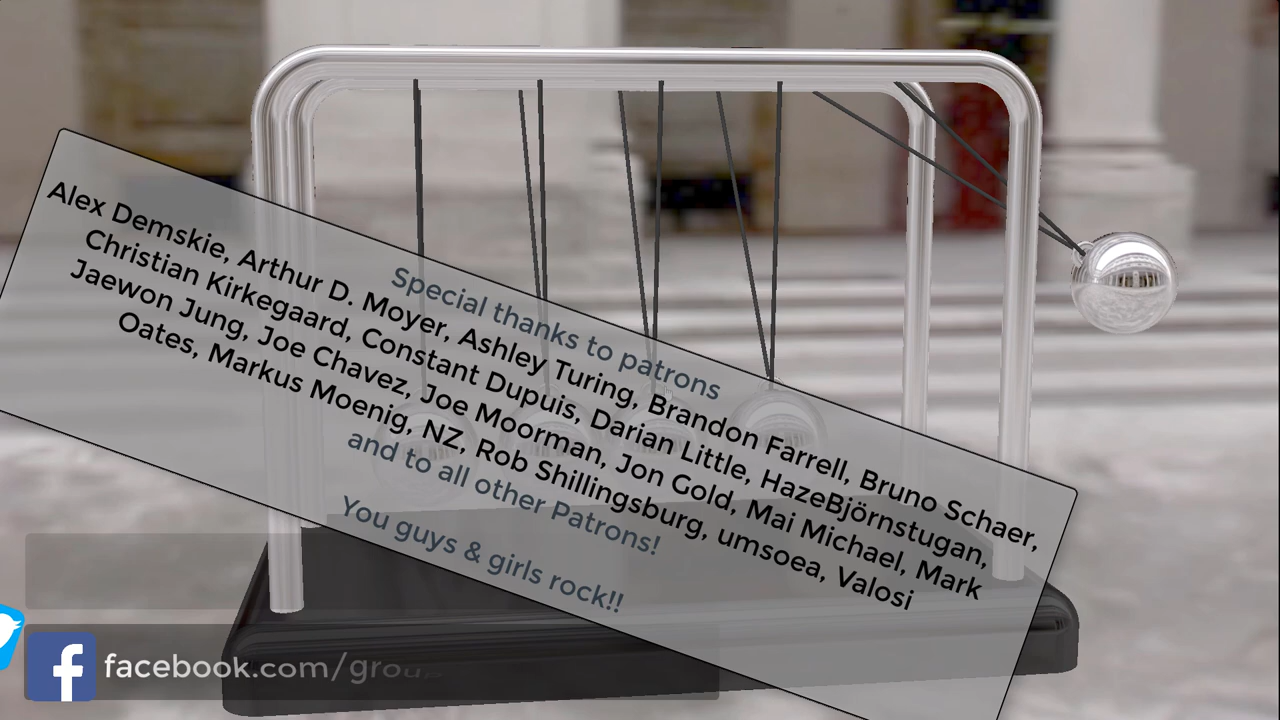 Special thanks to patrons
Alex Demskie, Arthur D. Moyer, Ashley Turing, Brandon Farrell, Bruno Schaer,
Christian Kirkegaard, Constant Dupuis, Darian Little, HazeBjörnstugan,
Jaewon Jung, Joe Chavez, Joe Moorman, Jon Gold, Mai Michael, Mark
Oates, Markus Moenig, NZ, Rob Shillingsburg, umsoea, Valosi
and to all other Patrons!
You guys & girls rock!!
facebook.com/group